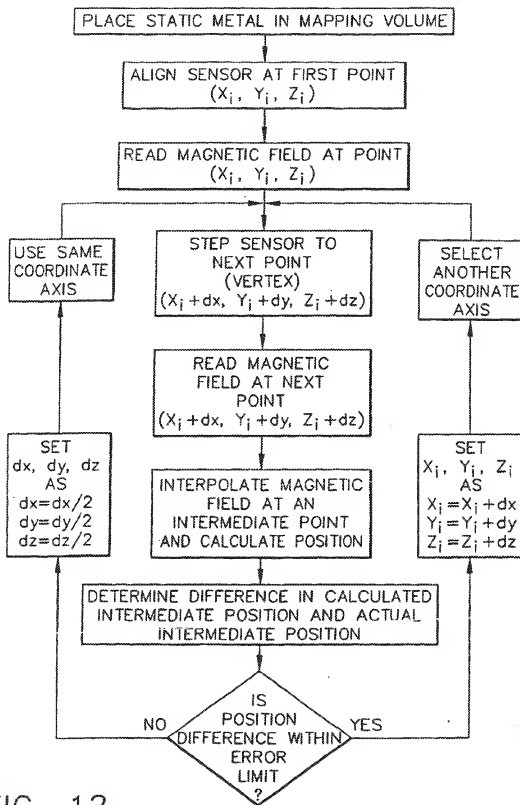 PLACE STATIC METAL IN MAPPING VOLUME
ALIGN SENSOR AT FIRST POINT
(Xi, Yi, Zi)
READ MAGNETIC FIELD AT POINT
(Xi, Yi, Zi)
USE SAME
COORDINATE
AXIS
STEP SENSOR TO
NEXT POINT
(VERTEX)
(Xi+dx, Yi+dy, Zi+dz)
SELECT
ANOTHER
COORDINATE
AXIS
READ MAGNETIC
FIELD AT NEXT
POINT
(Xi+dx, Yi+dy, Zi+dz)
SET
dx, dy, dz
AS
dx=dx/2
dy=dy/2
dz=dz/2
INTERPOLATE MAGNETIC
FIELD AT AN
INTERMEDIATE POINT
AND CALCULATE POSITION
SET
Xi, Yi, Zi
AS
Xi=Xi+dx
Yi=Yi+dy
Zi=Zi+dz
DETERMINE DIFFERENCE IN CALCULATED
INTERMEDIATE POSITION AND ACTUAL
INTERMEDIATE POSITION
NO
IS
POSITION
DIFFERENCE WITHIN
ERROR
LIMIT
?
YES
FIG. 12